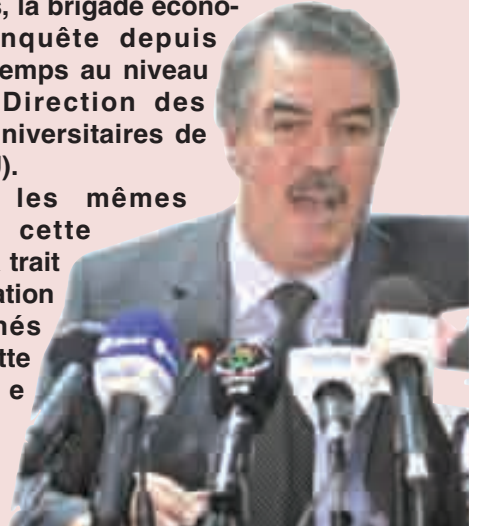 s, la brigade écono-
nquête depuis
emps au niveau
Direction des
niversitaires de
).
les mêmes
cette
trait
ation
nés
tte
e